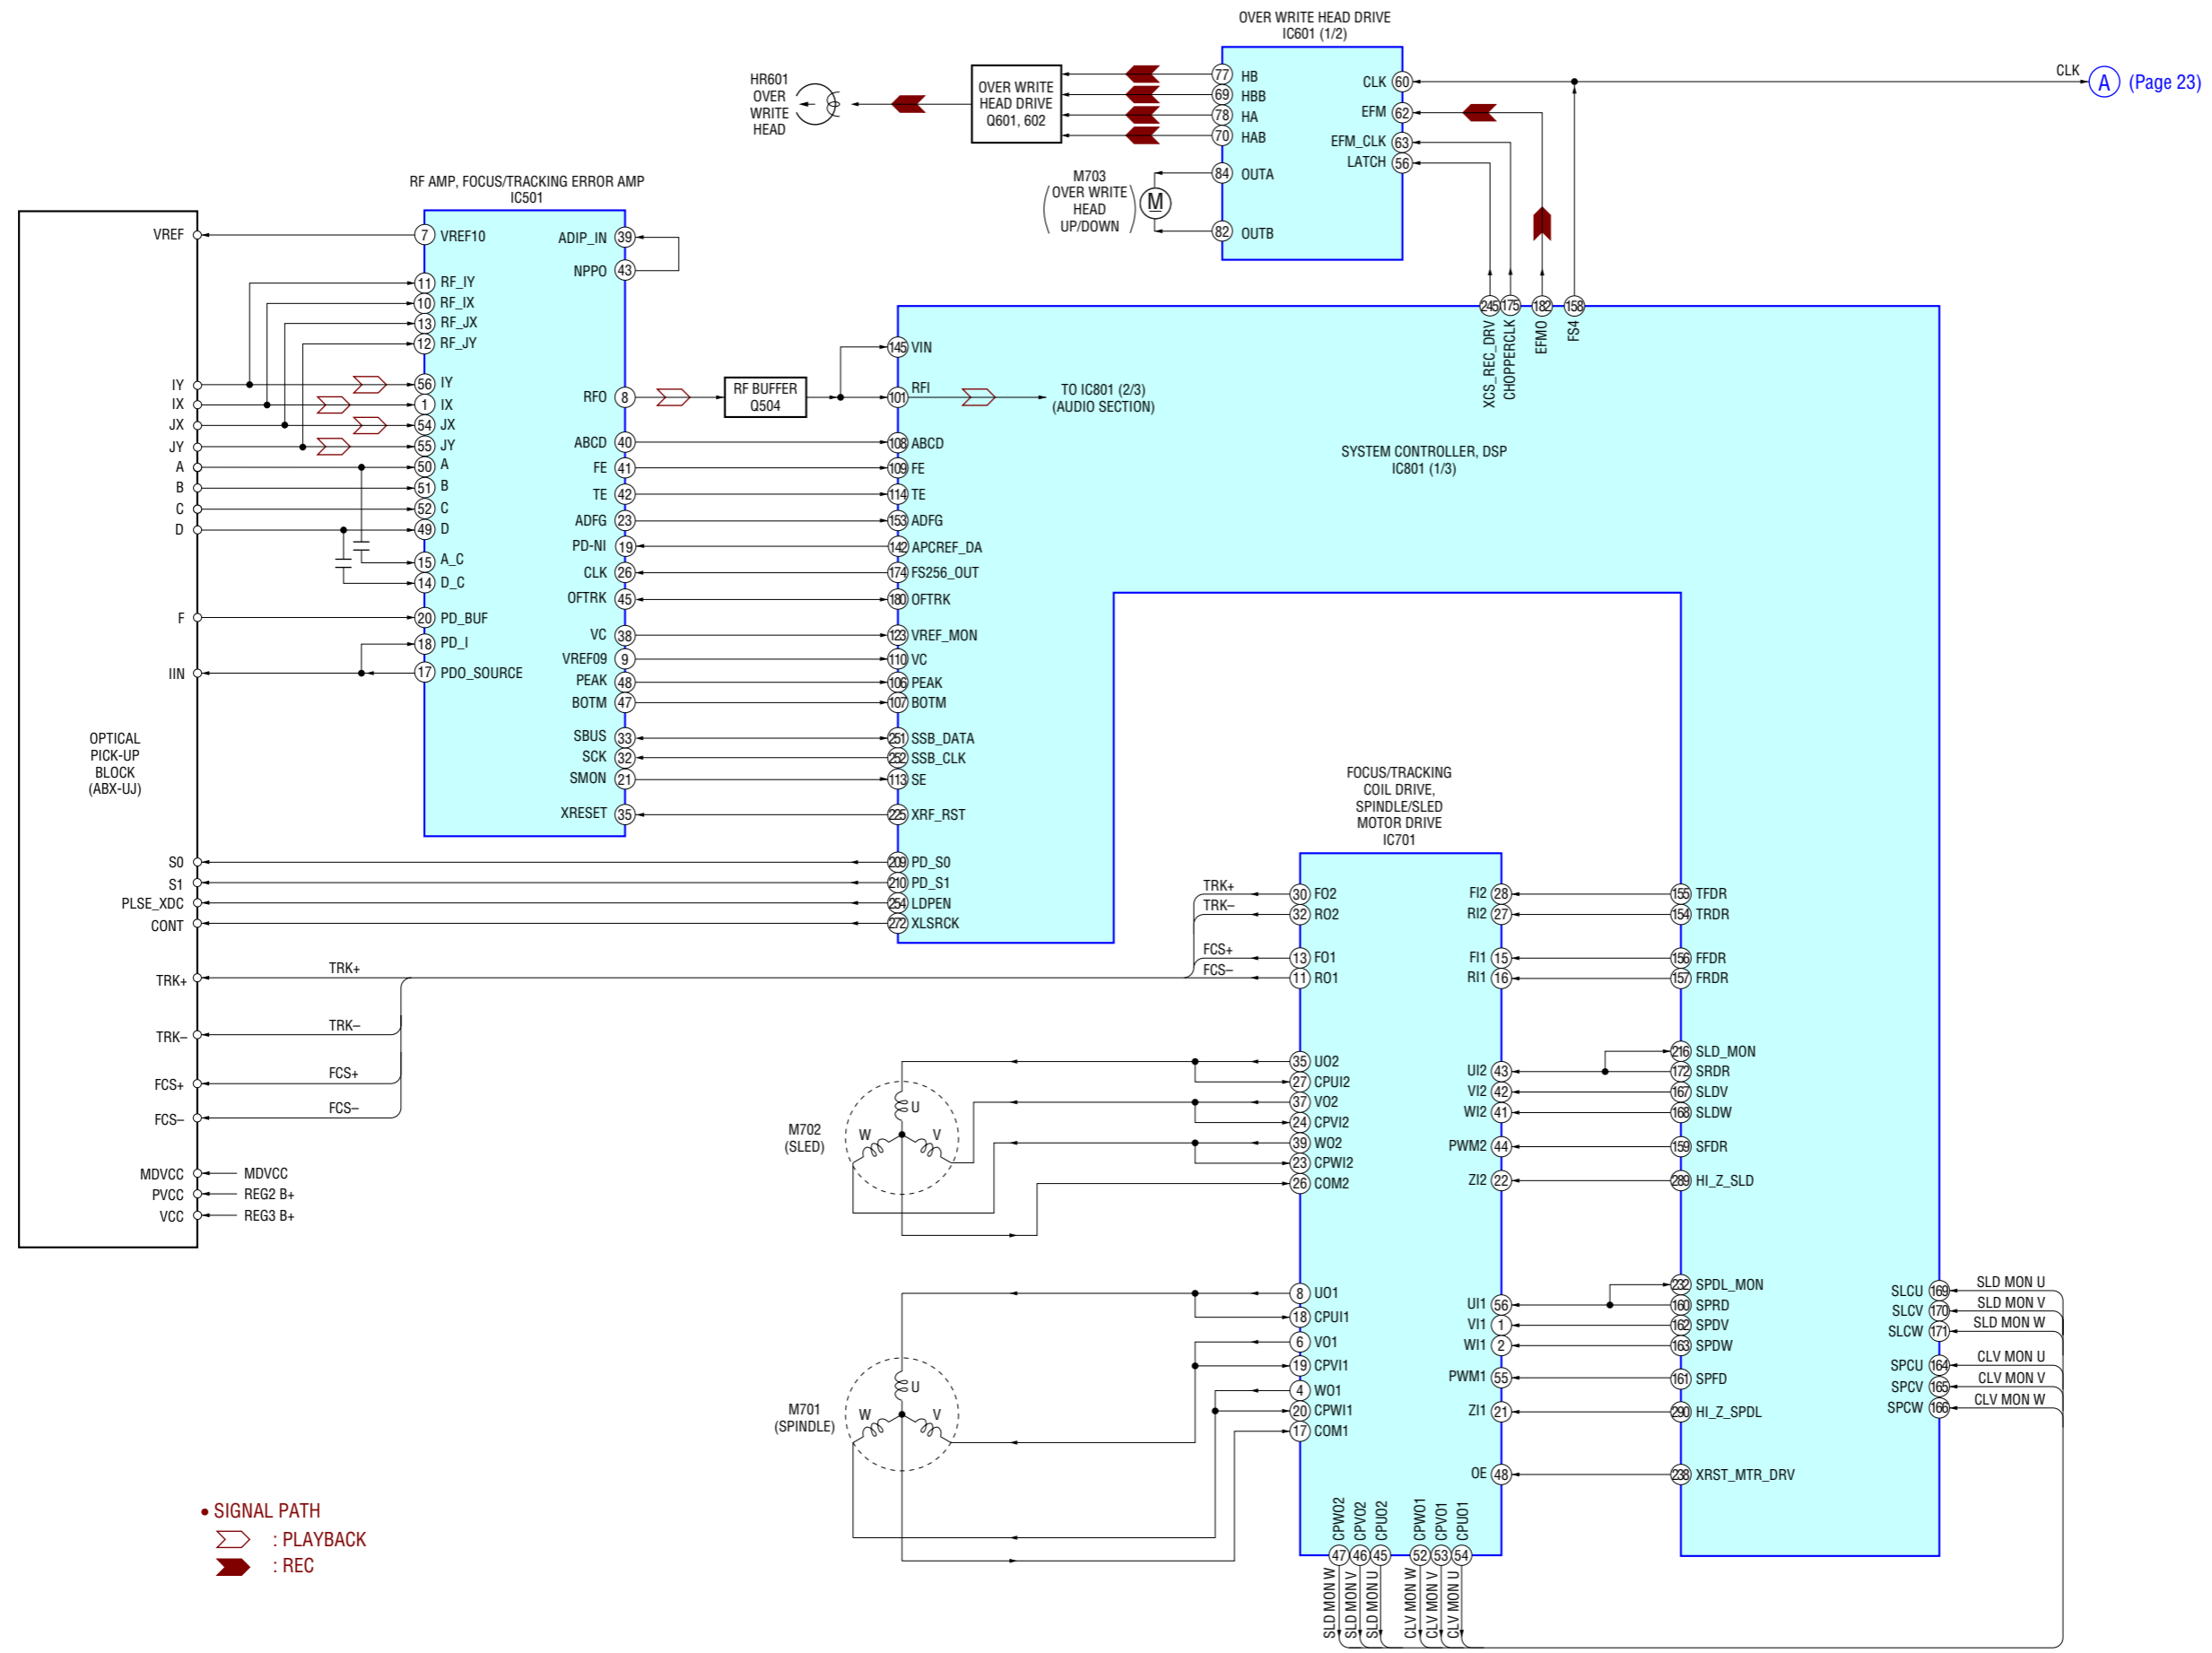 OVER WRITE HEAD DRIVE
IC601 (1/2)
HR601
OVER
WRITE
HEAD
OVER WRITE
HEAD DRIVE
Q601, 602
77 HB
69 HBB
78 HA
70 HAB
84 OUTA
82 OUTB
CLK 60
EFM 62
EFM_CLK 63
LATCH 56
CLK
A (Page 23)
M703
(OVER WRITE
HEAD
UP/DOWN)
M
RF AMP, FOCUS/TRACKING ERROR AMP
IC501
VREF
IY
IX
JX
JY
A
B
C
D
F
IIN
OPTICAL
PICK-UP
BLOCK
(ABX-UJ)
S0
S1
PLSE_XDC
CONT
TRK+
TRK–
FCS+
FCS–
MDVCC
PVCC
VCC
TRK+
TRK–
FCS+
FCS–
MDVCC
REG2 B+
REG3 B+
7 VREF10
11 RF_IY
10 RF_IX
13 RF_JX
12 RF_JY
56 IY
1 IX
54 JX
55 JY
50 A
51 B
52 C
49 D
15 A_C
14 D_C
20 PD_BUF
18 PD_I
17 PDO_SOURCE
ADIP_IN 39
NPPO 43
RFO 8
ABCD 40
FE 41
TE 42
ADFG 23
PD-NI 19
CLK 26
OFTRK 45
VC 38
VREF09 9
PEAK 48
BOTM 47
SBUS 33
SCK 32
SMON 21
XRESET 35
RF BUFFER
Q504
145 VIN
101 RFI
TO IC801 (2/3)
(AUDIO SECTION)
108 ABCD
109 FE
114 TE
153 ADFG
142 APCREF_DA
174 FS256_OUT
180 OFTRK
123 VREF_MON
110 VC
106 PEAK
107 BOTM
251 SSB_DATA
252 SSB_CLK
113 SE
225 XRF_RST
209 PD_S0
210 PD_S1
254 LDPEN
272 XLSRCK
245 XCS_REC_DRV
175 CHOPPERCLK
182 EFMO
158 FS4
SYSTEM CONTROLLER, DSP
IC801 (1/3)
FOCUS/TRACKING
COIL DRIVE,
SPINDLE/SLED
MOTOR DRIVE
IC701
TRK+
TRK–
FCS+
FCS–
30 FO2
32 RO2
13 FO1
11 RO1
35 UO2
27 CPUI2
37 VO2
24 CPVI2
39 WO2
23 CPWI2
26 COM2
8 UO1
18 CPUI1
6 VO1
19 CPVI1
4 WO1
20 CPWI1
17 COM1
FI2 28
RI2 27
FI1 15
RI1 16
UI2 43
VI2 42
WI2 41
PWM2 44
ZI2 22
UI1 56
VI1 1
WI1 2
PWM1 55
ZI1 21
OE 48
155 TFDR
154 TRDR
156 FFDR
157 FRDR
216 SLD_MON
172 SRDR
167 SLDV
168 SLDW
159 SFDR
289 HI_Z_SLD
232 SPDL_MON
160 SPRD
162 SPDV
163 SPDW
161 SPFD
290 HI_Z_SPDL
238 XRST_MTR_DRV
SLCU 169 SLD MON U
SLCV 170 SLD MON V
SLCW 171 SLD MON W
SPCU 164 CLV MON U
SPCV 165 CLV MON V
SPCW 166 CLV MON W
M702
(SLED)
U
W
V
M701
(SPINDLE)
U
W
V
CPWO2 47 SLD MON W
CPVO2 46 SLD MON V
CPUO2 45 SLD MON U
CPWO1 52 CLV MON W
CPVO1 53 CLV MON V
CPUO1 54 CLV MON U
• SIGNAL PATH
: PLAYBACK
: REC